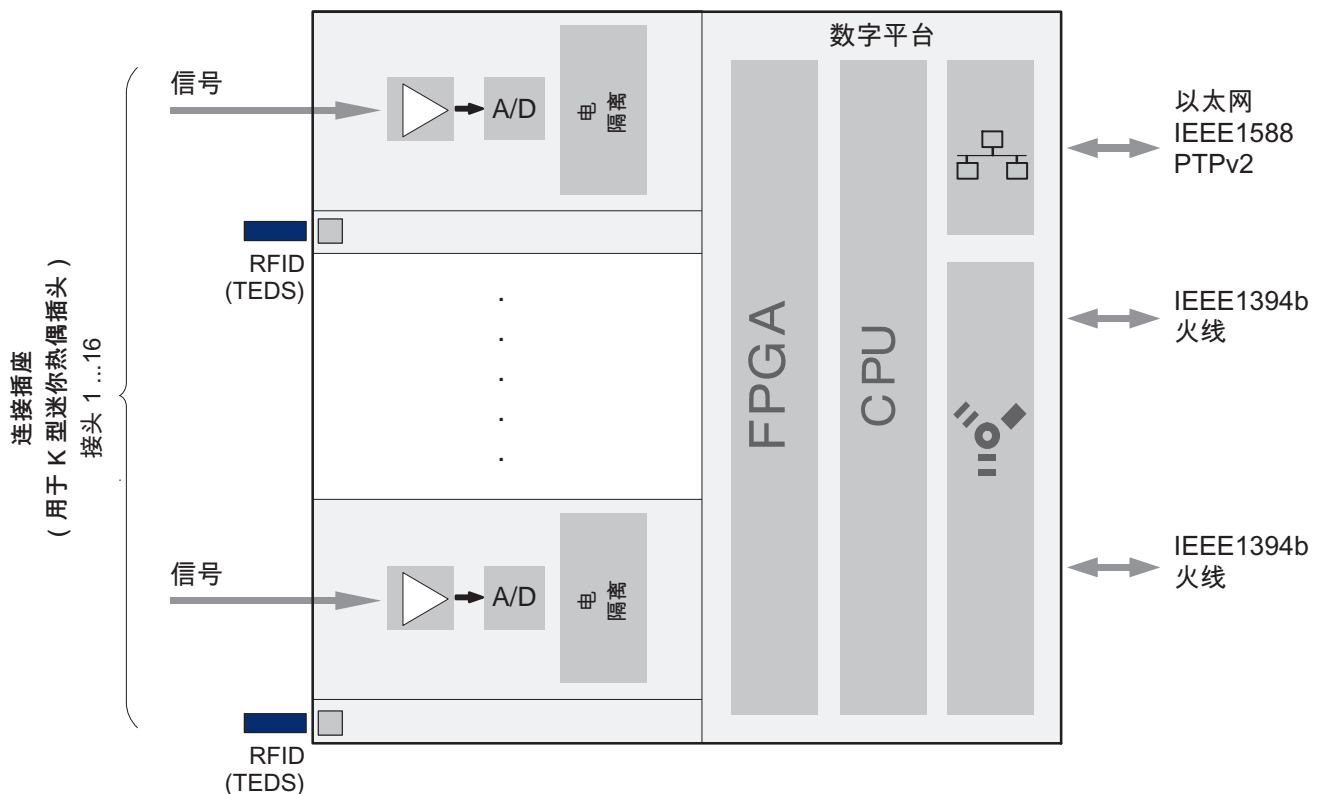 数字平台
信号
A/D
电
隔离
以太网
IEEE1588
PTPv2
RFID
(TEDS)
连接插座
( 用于 K 型迷你热偶插头 )
接头 1 ...16
FPGA
CPU
IEEE1394b
火线
信号
A/D
电
隔离
IEEE1394b
火线
RFID
(TEDS)